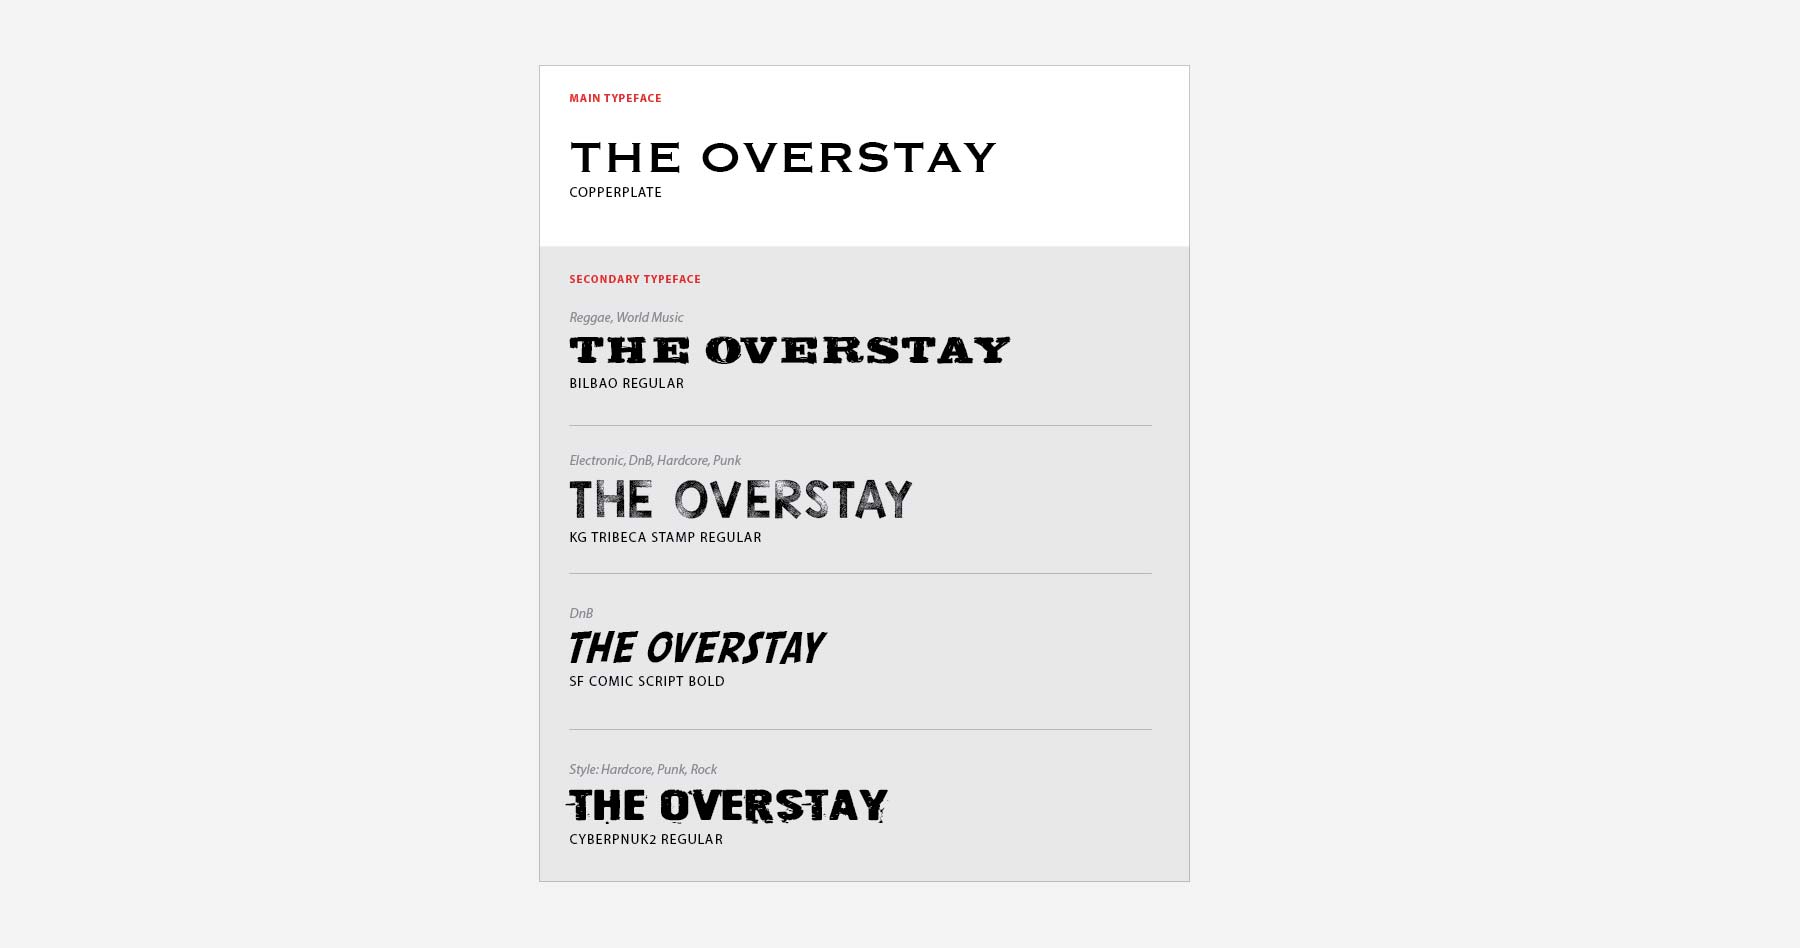 MAIN TYPEFACE
THE OVERSTAY
COPPERPLATE
SECONDARY TYPEFACE
Reggae, World Music
THE OVERSTAY
BILBAO REGULAR
Electronic, DnB, Hardcore, Punk
THE OVERSTAY
KG TRIBECA STAMP REGULAR
DnB
THE OVERSTAY
SF COMIC SCRIPT BOLD
Style: Hardcore, Punk, Rock
THE OVERSTAY
CYBERPNUK2 REGULAR